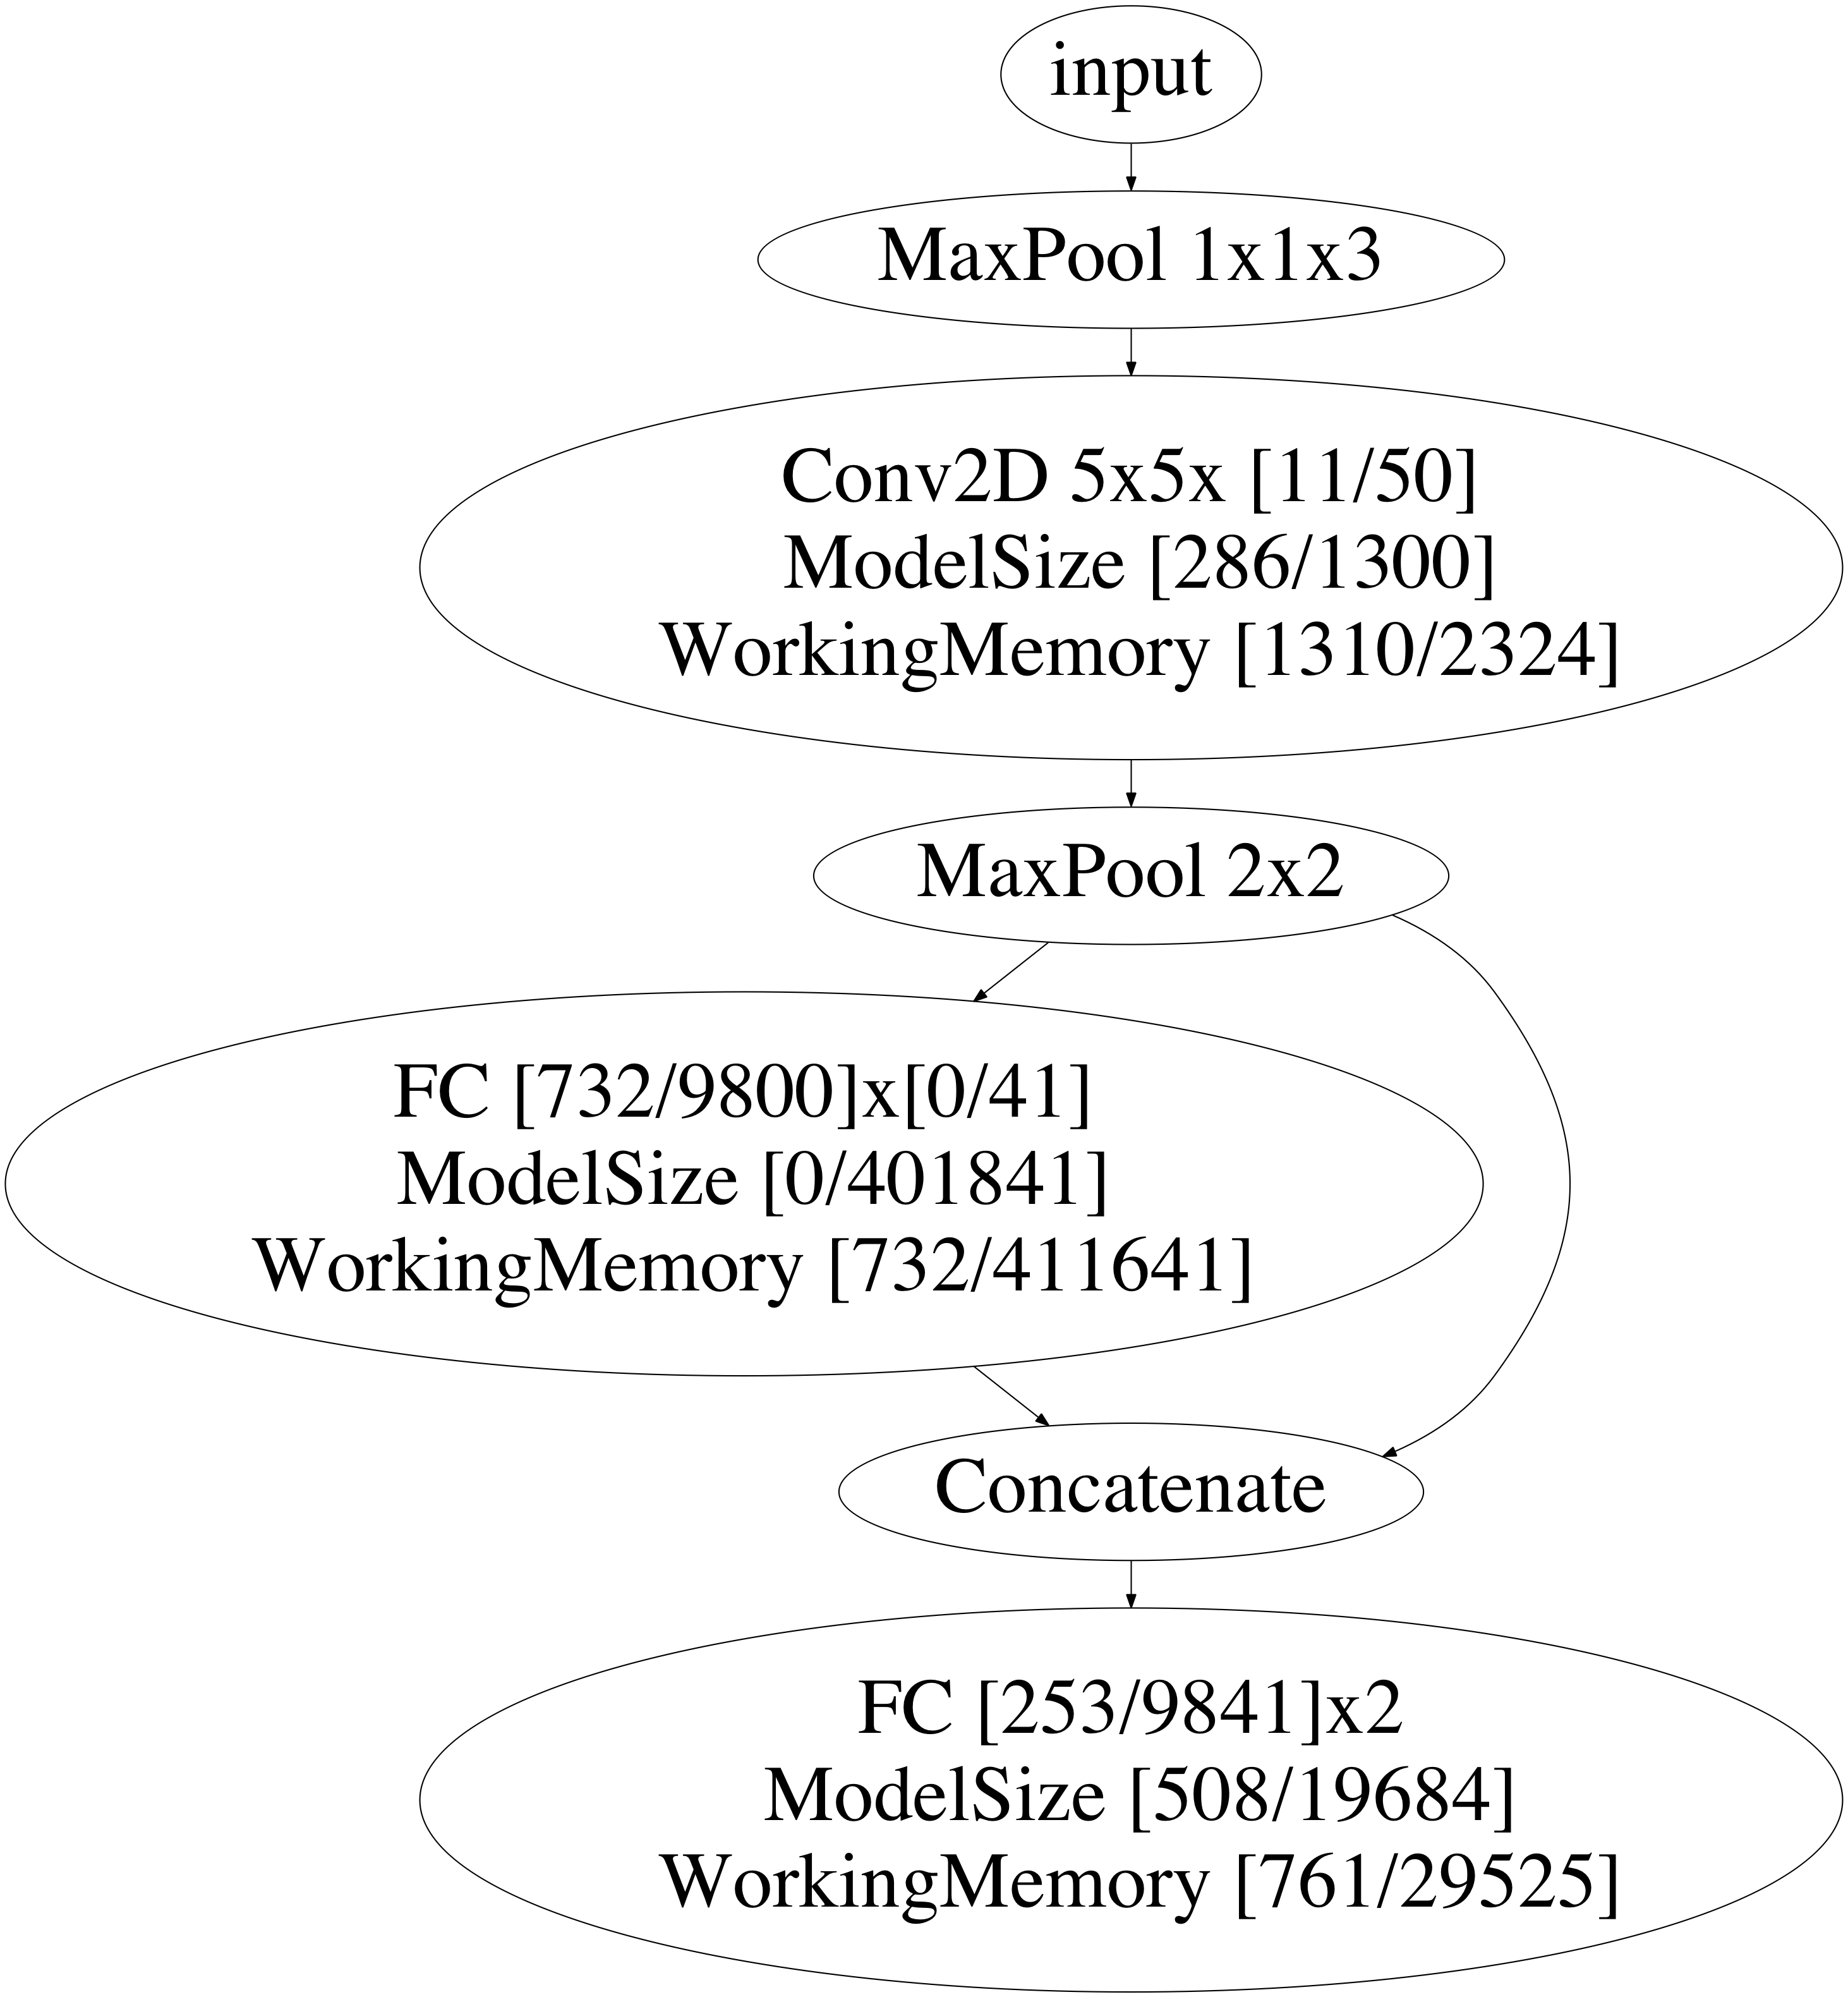 input
MaxPool 1x1x3
Conv2D 5x5x [11/50]
ModelSize [286/1300]
WorkingMemory [1310/2324]
MaxPool 2x2
FC [732/9800]x[0/41]
ModelSize [0/401841]
WorkingMemory [732/411641]
Concatenate
FC [253/9841]x2
ModelSize [508/19684]
WorkingMemory [761/29525]